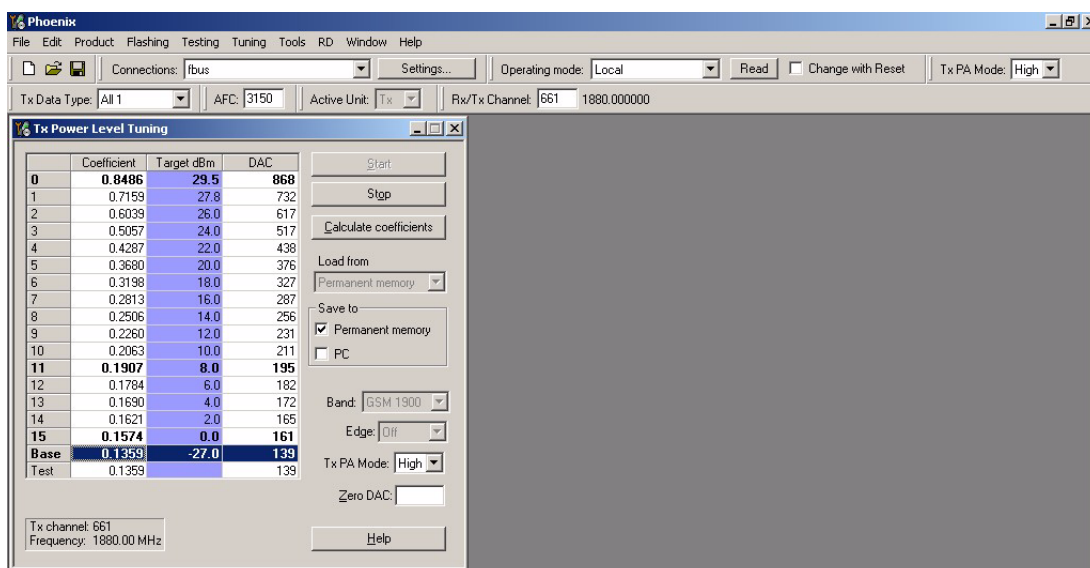 Phoenix
File Edit Product Flashing Testing Tuning Tools RD Window Help
Connections: fbus Settings... Operating mode: Local Read Change with Reset Tx PA Mode: High
Tx Data Type: All 1 AFC: 3150 Active Unit: Tx Rx/Tx Channel: 661 1880.000000
Tx Power Level Tuning
Coefficient Target dBm DAC
0 0.8486 29.5 868
1 0.7159 27.8 732
2 0.6039 26.0 617
3 0.5057 24.0 517
4 0.4287 22.0 438
5 0.3680 20.0 376
6 0.3198 18.0 327
7 0.2813 16.0 287
8 0.2506 14.0 256
9 0.2260 12.0 231
10 0.2063 10.0 211
11 0.1907 8.0 195
12 0.1784 6.0 182
13 0.1690 4.0 172
14 0.1621 2.0 165
15 0.1574 0.0 161
Base 0.1359 -27.0 139
Test 0.1359 139
Start
Stop
Calculate coefficients
Load from
Permanent memory
Save to
Permanent memory
PC
Band: GSM 1900
Edge: Off
Tx PA Mode: High
Zero DAC:
Help
Tx channel: 661
Frequency: 1880.00 MHz